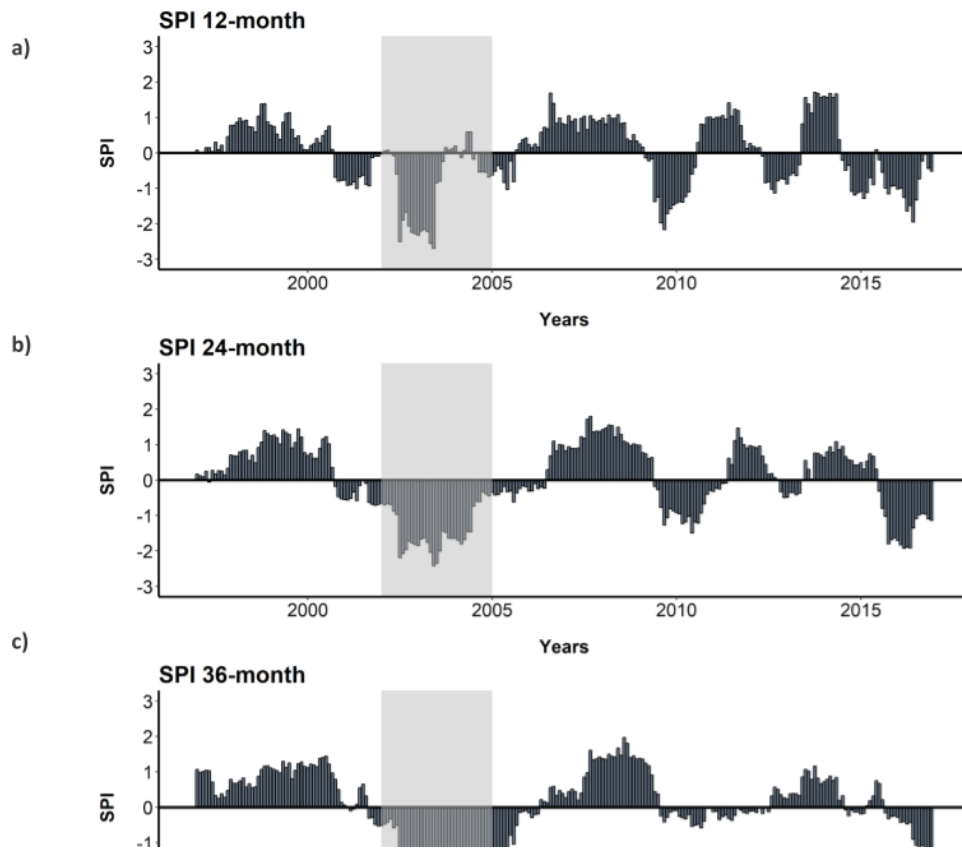 a)
SPI 12-month
3
2
1
0
-1
-2
-3
SPI
2000 2005 2010 2015
Years
b)
SPI 24-month
3
2
1
0
-1
-2
-3
SPI
2000 2005 2010 2015
Years
c)
SPI 36-month
3
2
1
0
-1
SPI